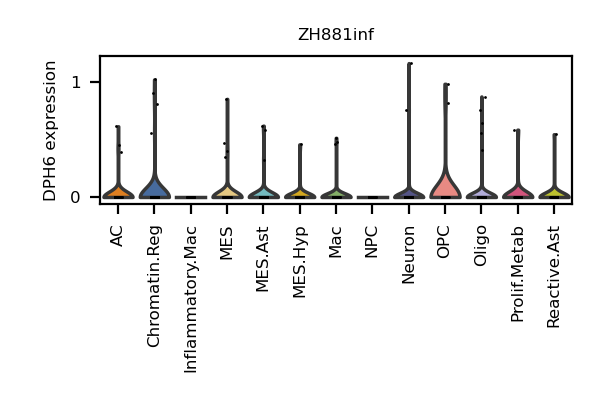 ZH881inf
DPH6 expression
1
0
AC
Chromatin.Reg
Inflammatory.Mac
MES
MES.Ast
MES.Hyp
Mac
NPC
Neuron
OPC
Oligo
Prolif.Metab
Reactive.Ast